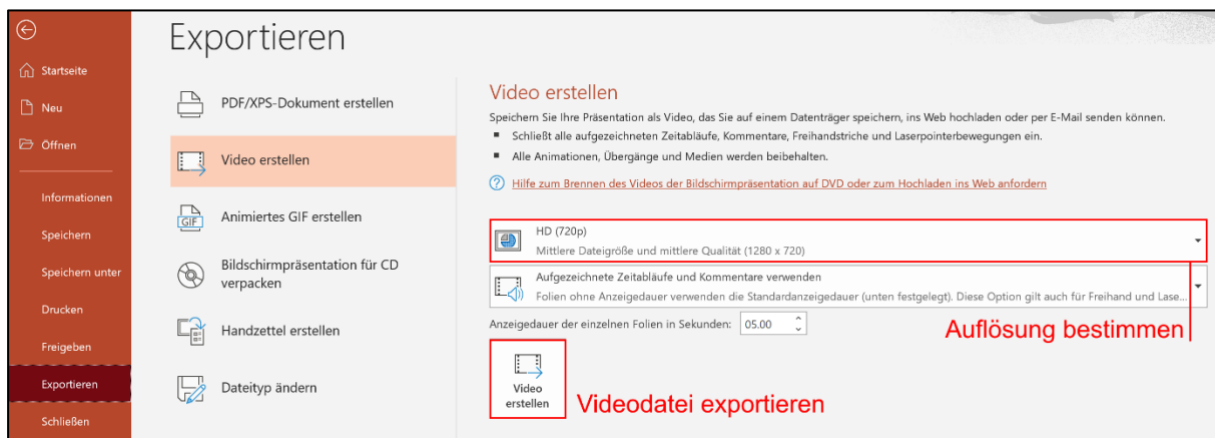 Exportieren
Startseite
Neu
Öffnen
Informationen
Speichern
Speichern unter
Drucken
Freigeben
Exportieren
Schließen
PDF/XPS-Dokument erstellen
Video erstellen
GIF
Animiertes GIF erstellen
Bildschirmpräsentation für CD
verpacken
Handzettel erstellen
Dateityp ändern
Video erstellen
Speichern Sie Ihre Präsentation als Video, das Sie auf einem Datenträger speichern, ins Web hochladen oder per E-Mail senden können.
Schließt alle aufgezeichneten Zeitabläufe, Kommentare, Freihandstriche und Laserpointerbewegungen ein.
Alle Animationen, Übergänge und Medien werden beibehalten.
? Hilfe zum Brennen des Videos der Bildschirmpräsentation auf DVD oder zum Hochladen ins Web anfordern
HD (720p)
Mittlere Dateigröße und mittlere Qualität (1280 x 720)
Aufgezeichnete Zeitabläufe und Kommentare verwenden
Folien ohne Anzeigedauer verwenden die Standardanzeigedauer (unten festgelegt). Diese Option gilt auch für Freihand und Lase...
Anzeigedauer der einzelnen Folien in Sekunden: 05.00
Auflösung bestimmen
Video
erstellen
Videodatei exportieren